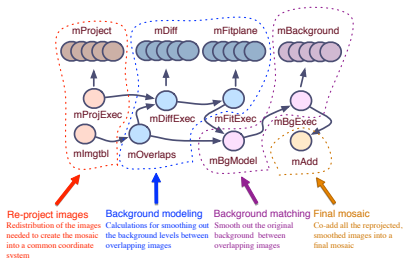 mProject
mDiff
mFitplane
mBackground
mProjExec
mDiffExec
mFitExec
mBgExec
mImgtbl
mOverlaps
mBgModel
mAdd
Re-project images
Redistribution of the images
needed to create the mosaic
into a common coordinate
system
Background modeling
Calculations for smoothing out
the background levels between
overlapping images
Background matching
Smooth out the original
background between
overlapping images
Final mosaic
Co-add all the reprojected,
smoothed images into a
final mosaic